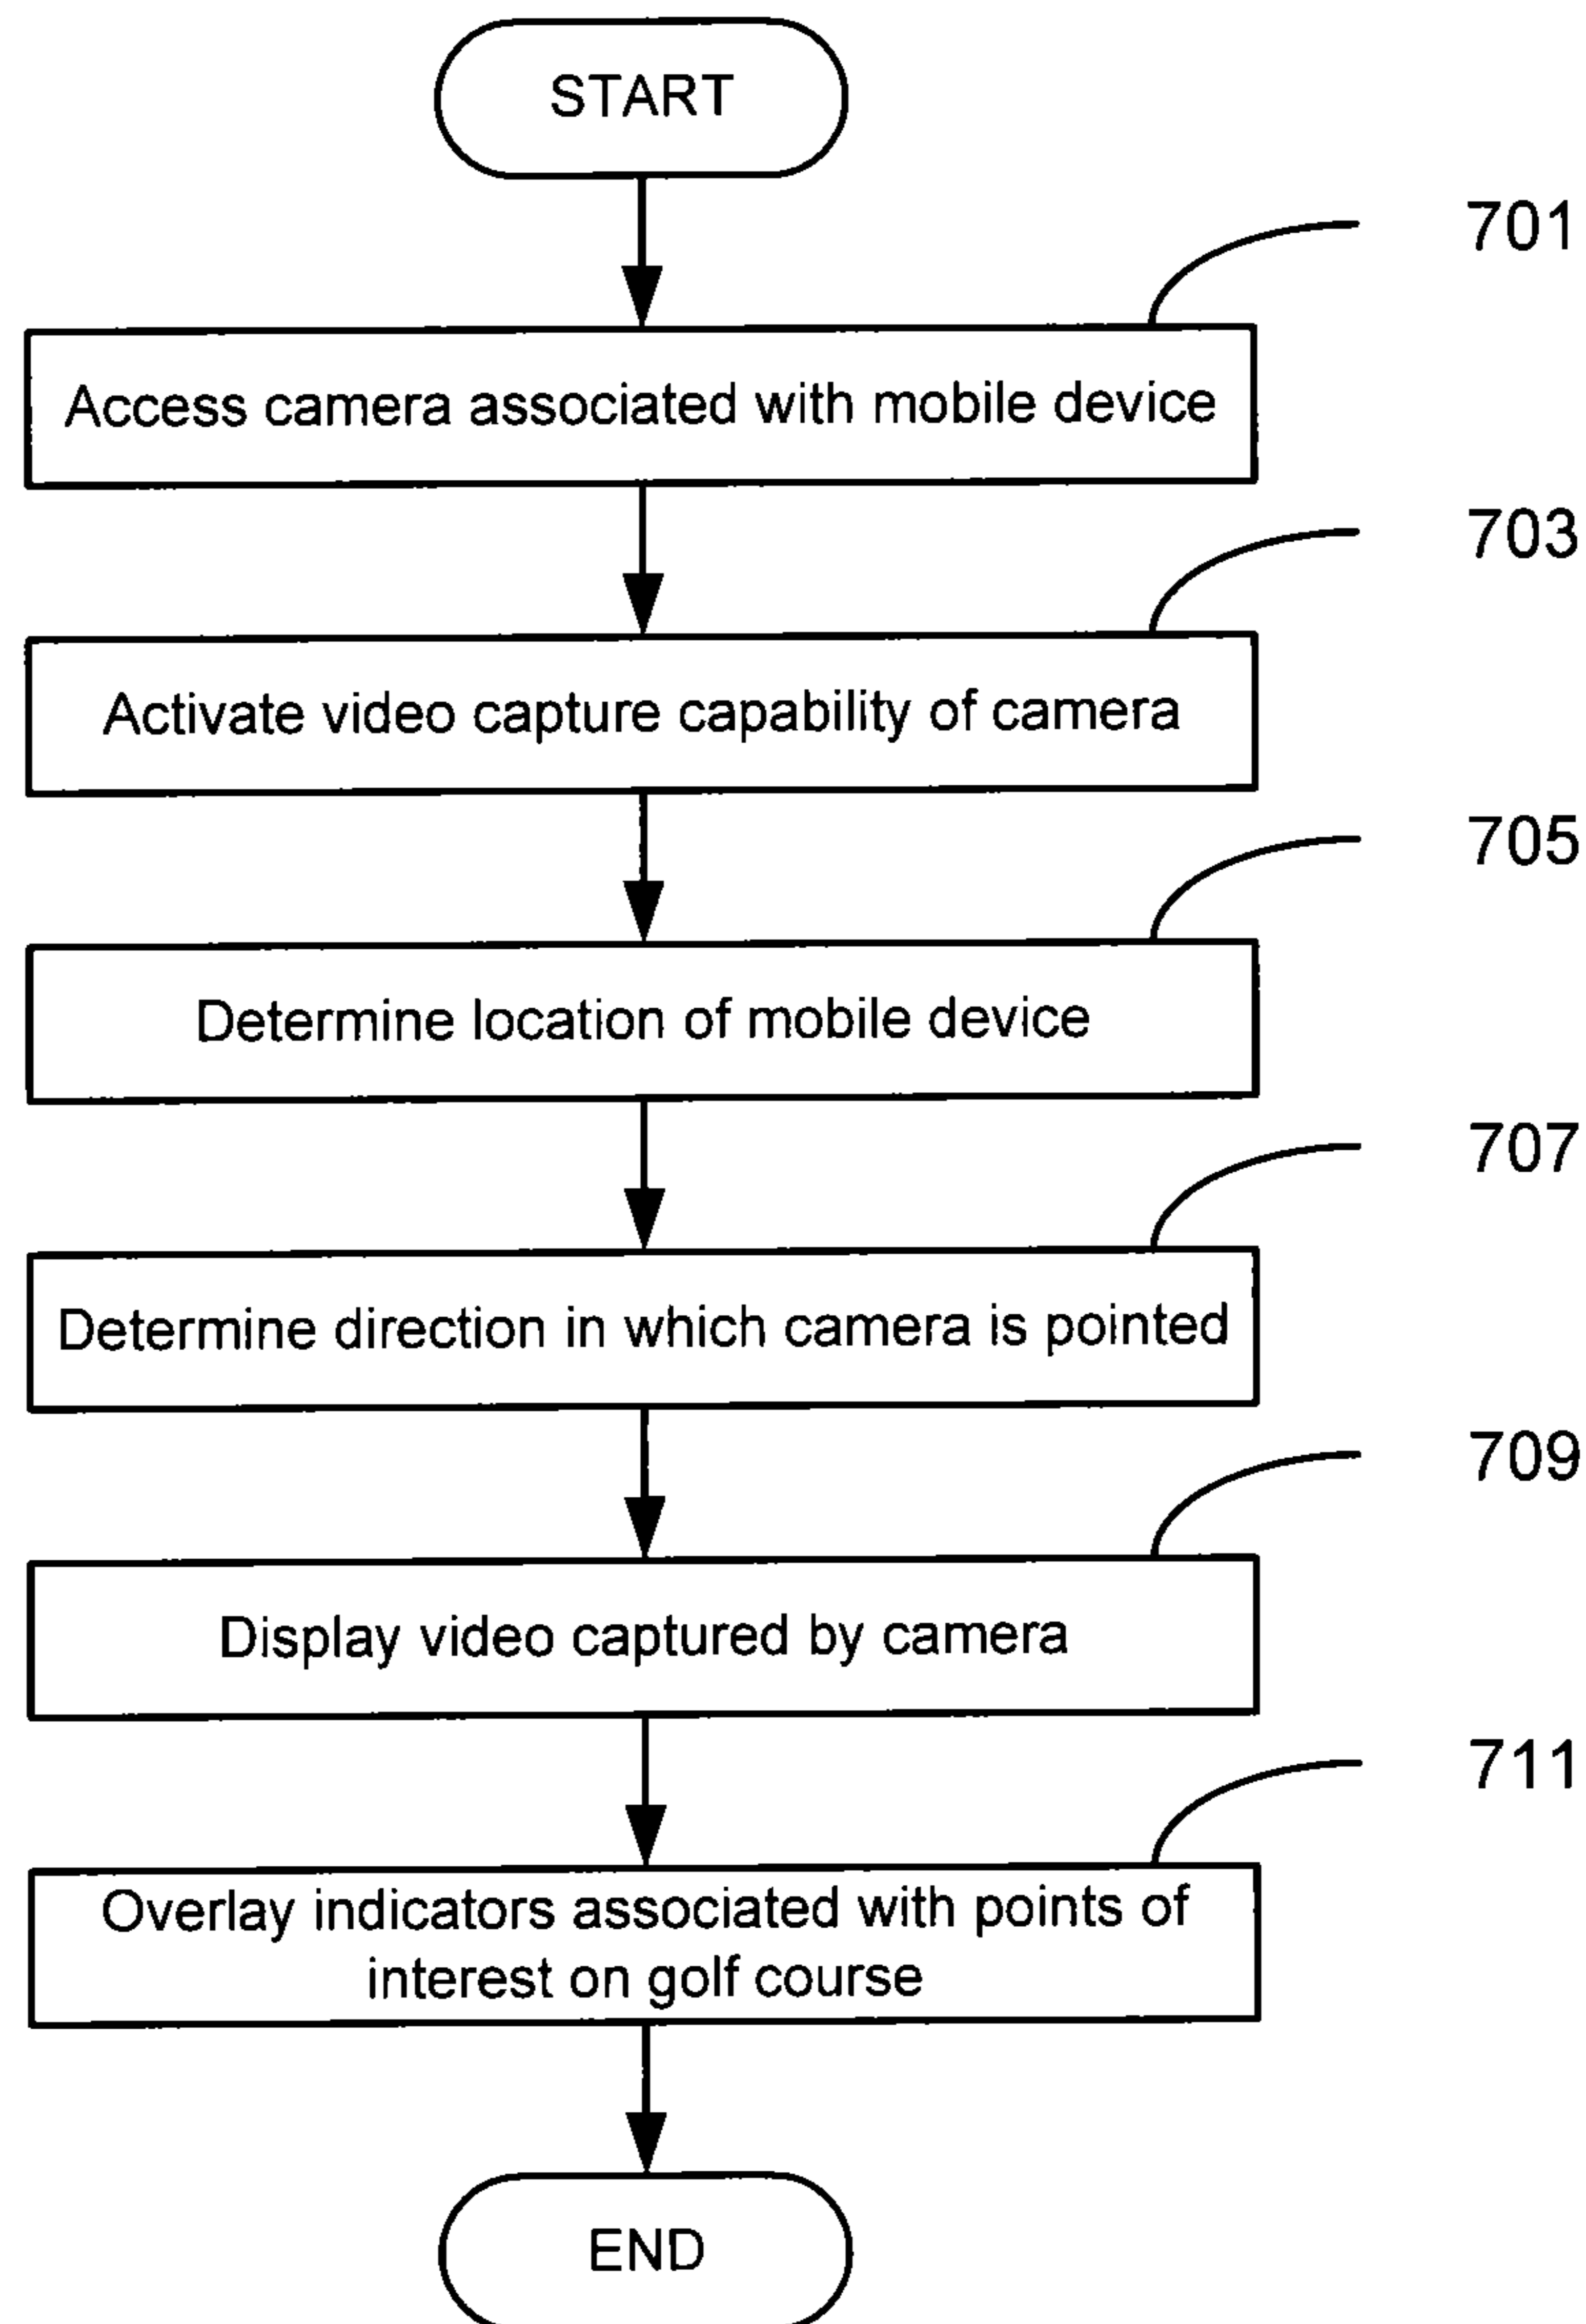 START
701
Access camera associated with mobile device
703
Activate video capture capability of camera
705
Determine location of mobile device
707
Determine direction in which camera is pointed
709
Display video captured by camera
711
Overlay indicators associated with points of
interest on golf course
END